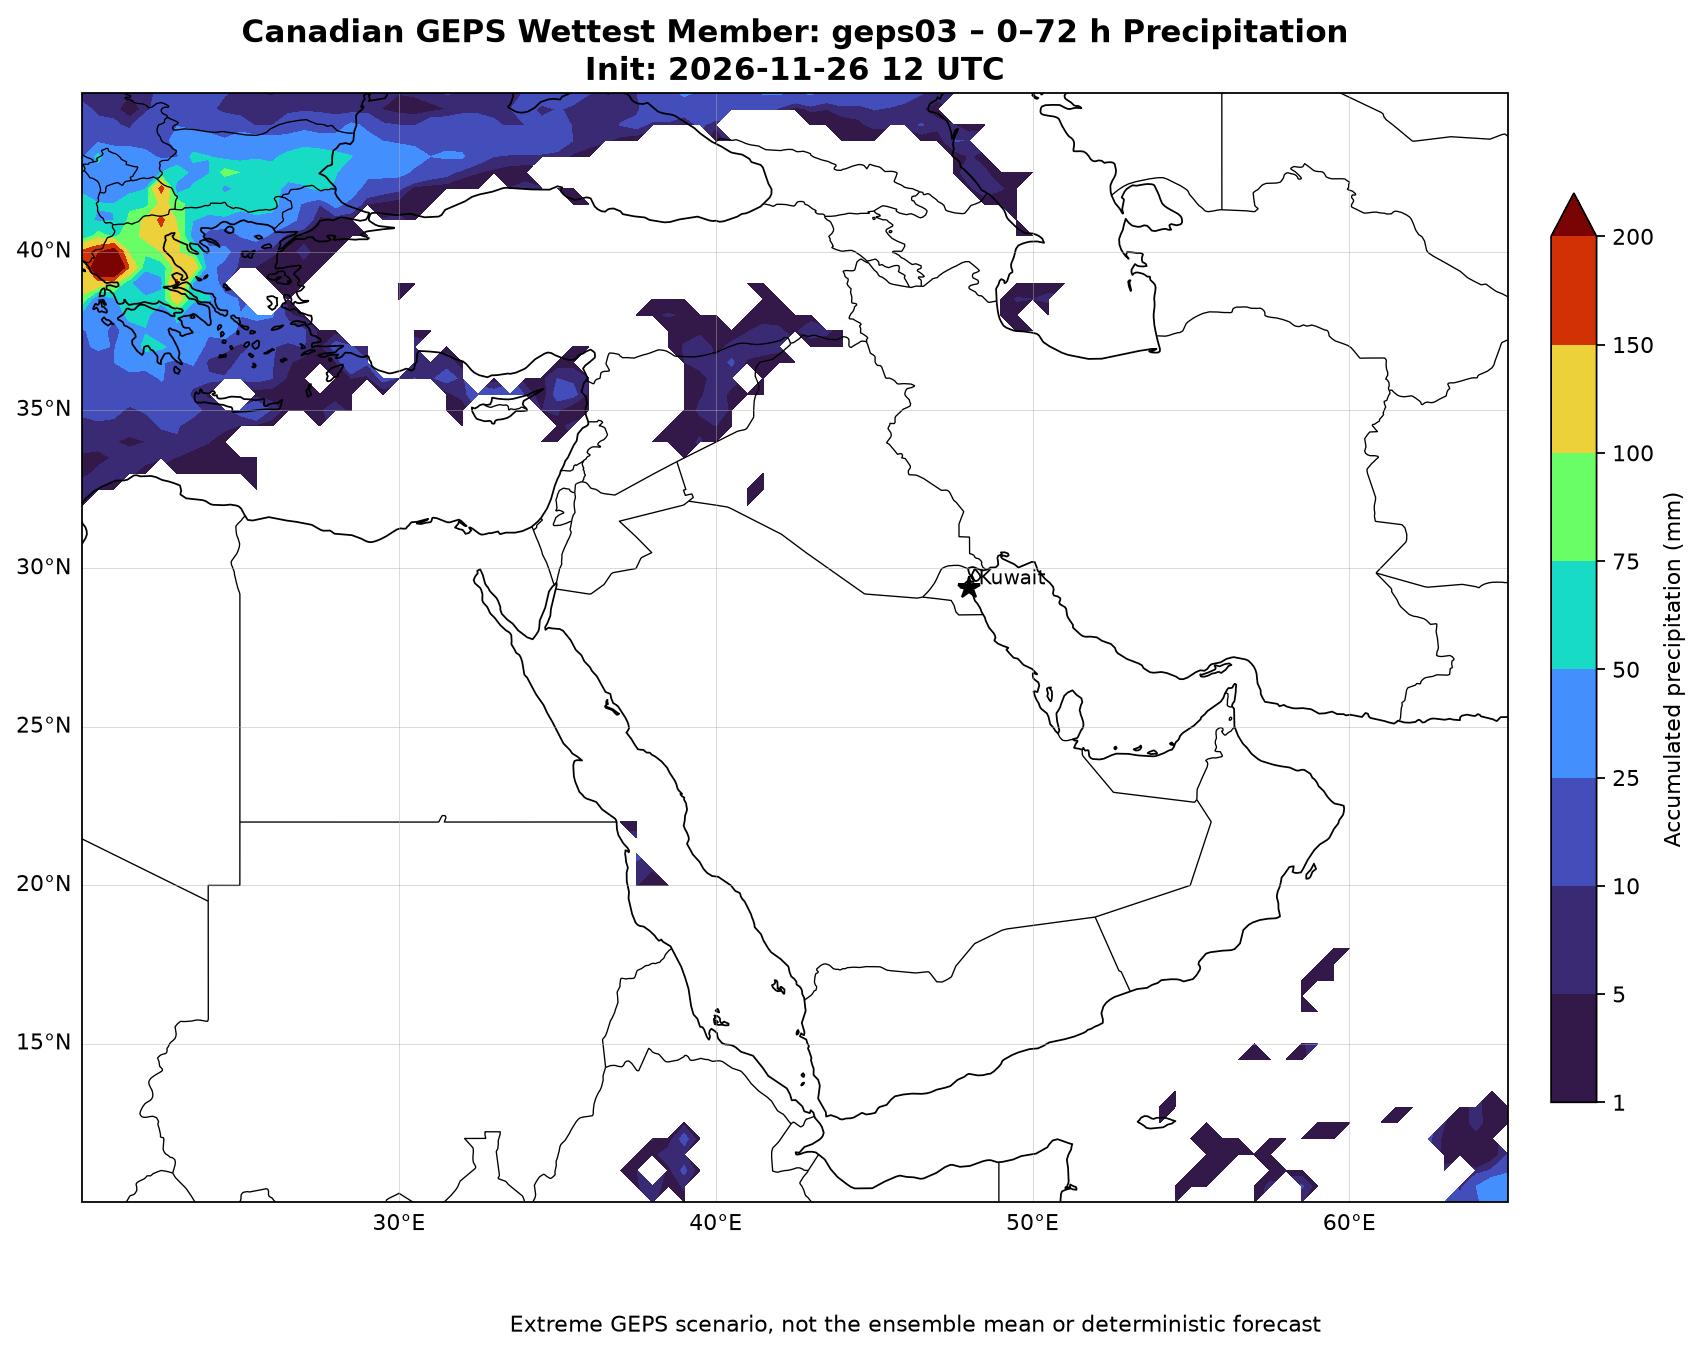 Canadian GEPS Wettest Member: geps03 – 0–72 h Precipitation
Init: 2026-11-26 12 UTC
40°N
35°N
30°N
25°N
20°N
15°N
30°E
40°E
50°E
60°E
Kuwait
200
150
100
75
50
25
10
5
1
Accumulated precipitation (mm)
Extreme GEPS scenario, not the ensemble mean or deterministic forecast